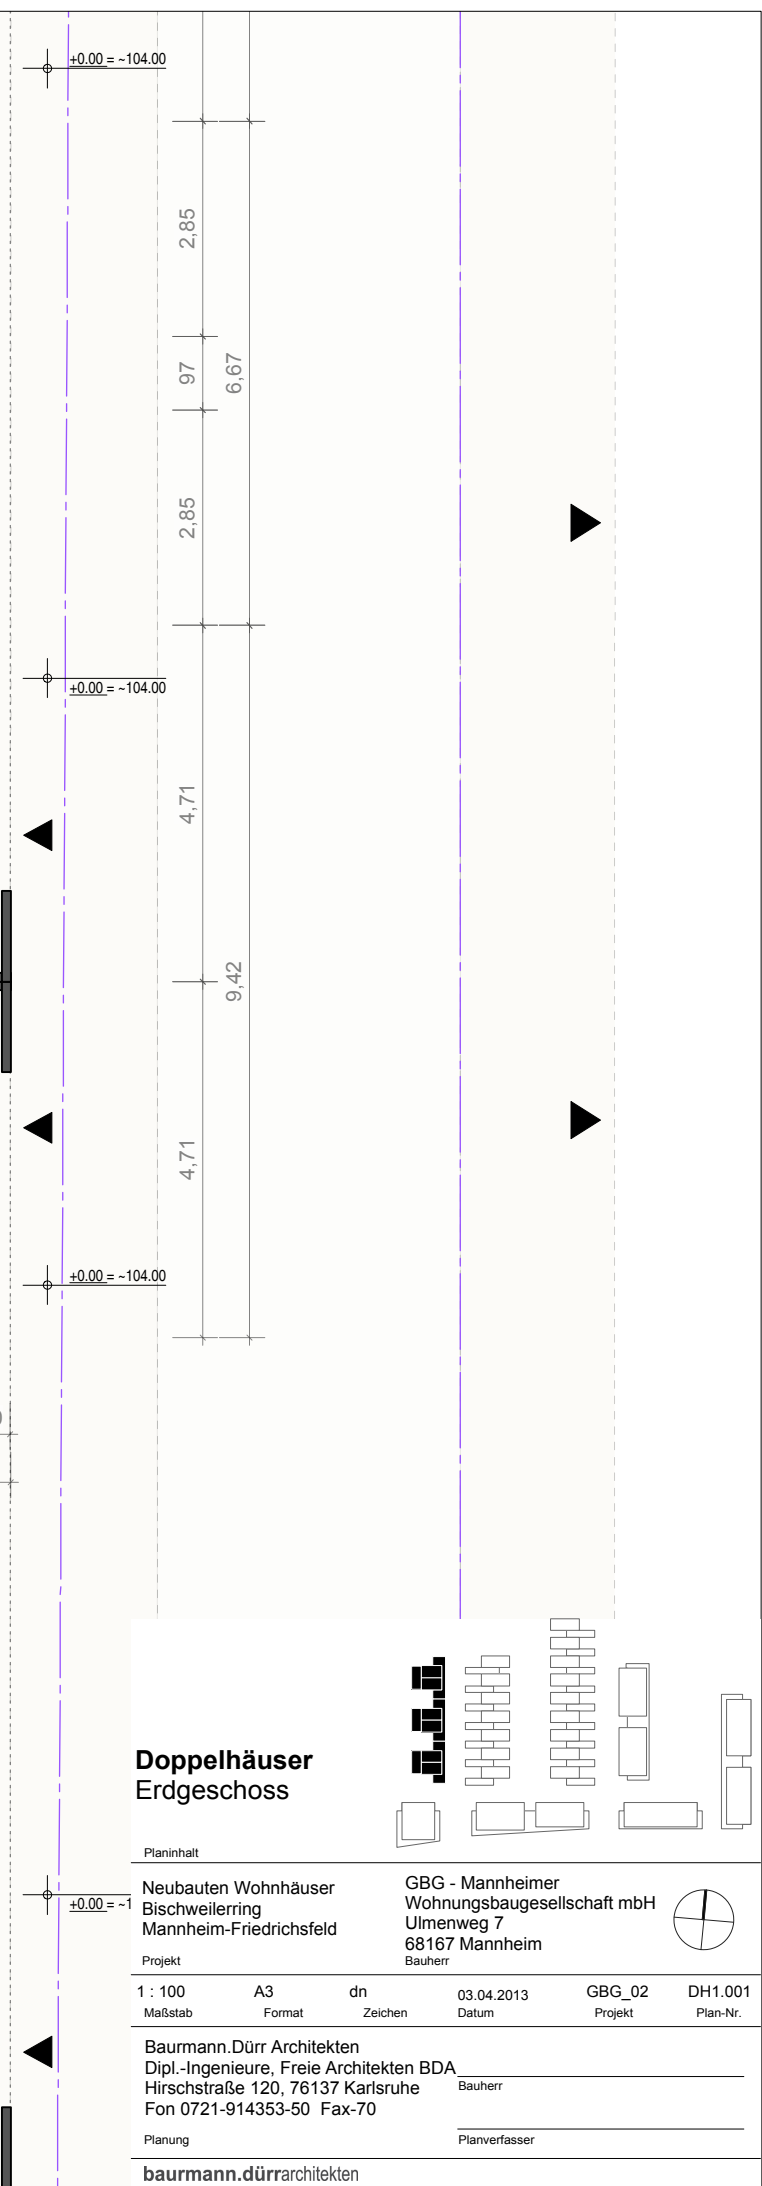 +0.00 = ~104.00
2,85
97
6,67
2,85
+0.00 = ~104.00
4,71
9,42
4,71
+0.00 = ~104.00
Doppelhäuser
Erdgeschoss
Planinhalt
+0.00 = ~1
Neubauten Wohnhäuser
Bischweilerring
Mannheim-Friedrichsfeld
Projekt
GBG - Mannheimer
Wohnungsbaugesellschaft mbH
Ulmenweg 7
68167 Mannheim
Bauherr
1 : 100 A3 dn 03.04.2013 GBG_02 DH1.001
Maßstab Format Zeichen Datum Projekt Plan-Nr.
Baurmann.Dürr Architekten
Dipl.-Ingenieure, Freie Architekten BDA
Hirschstraße 120, 76137 Karlsruhe
Fon 0721-914353-50 Fax-70
Planung
Bauherr
Planverfasser
baurmann.dürrarchitekten